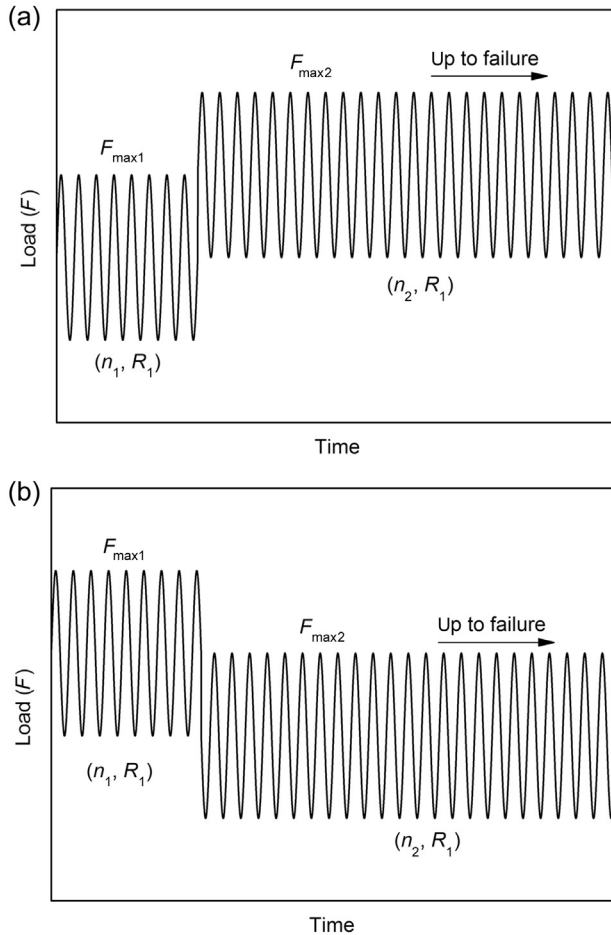 (a)
F_max2
Up to failure
F_max1
Load (F)
(n_2, R_1)
(n_1, R_1)
Time
(b)
F_max1
F_max2
Up to failure
Load (F)
(n_1, R_1)
(n_2, R_1)
Time